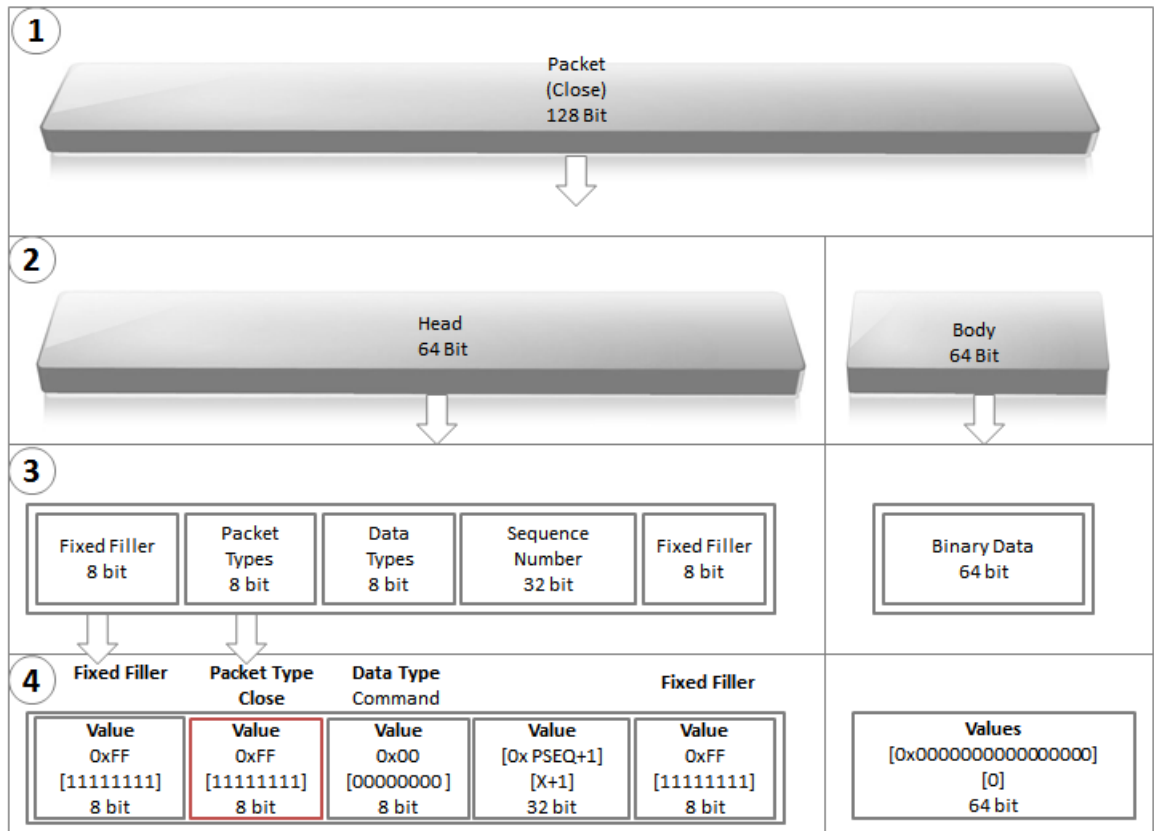 1
Packet
(Close)
128 Bit
2
Head
64 Bit
Body
64 Bit
3
Fixed Filler
8 bit
Packet
Types
8 bit
Data
Types
8 bit
Sequence
Number
32 bit
Fixed Filler
8 bit
Binary Data
64 bit
4
Fixed Filler
Packet Type
Close
Data Type
Command
Fixed Filler
Value
0xFF
[11111111]
8 bit
Value
0xFF
[11111111]
8 bit
Value
0x00
[00000000 ]
8 bit
Value
[0x PSEQ+1]
[X+1]
32 bit
Value
0xFF
[11111111]
8 bit
Values
[0x0000000000000000]
[0]
64 bit